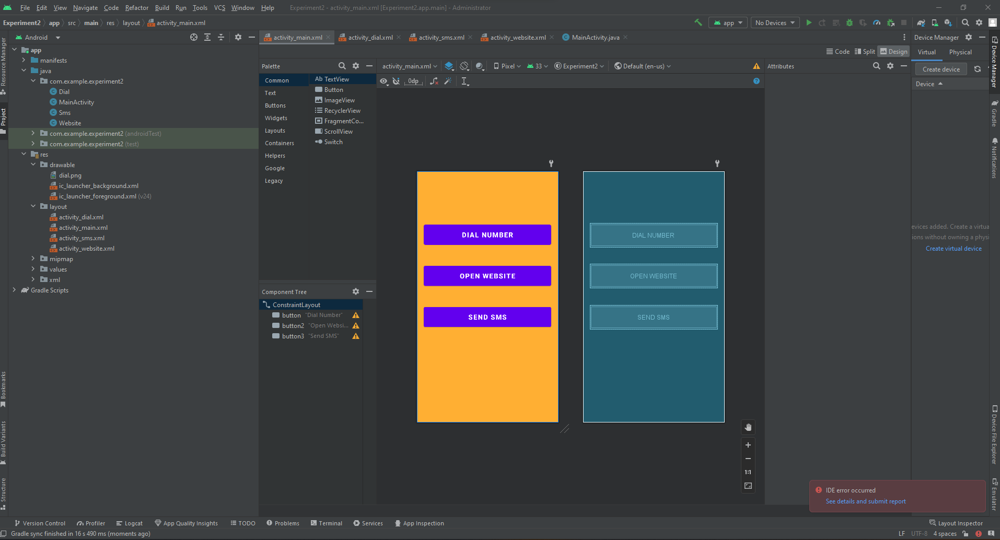 File Edit View Navigate Code Refactor Build Run Tools VCS Window Help Experiment2 - activity_main.xml [Experiment2.app.main] - Administrator
Experiment2 app src main res layout activity_main.xml app No Devices
Android activity_main.xml activity_dial.xml activity_sms.xml activity_website.xml MainActivity.java Device Manager
Code Split Design Virtual Physical
Palette activity_main.xml Pixel 33 Experiment2 Default (en-us) Attributes Create device
Device
Resource Manager
Project
Bookmarks
Build Variants
Structure
app
manifests
java
com.example.experiment2
Dial
MainActivity
Sms
Website
com.example.experiment2 (androidTest)
com.example.experiment2 (test)
res
drawable
dial.png
ic_launcher_background.xml
ic_launcher_foreground.xml (v24)
layout
activity_dial.xml
activity_main.xml
activity_sms.xml
activity_website.xml
mipmap
values
xml
Gradle Scripts
Common
Text
Buttons
Widgets
Layouts
Containers
Helpers
Google
Legacy
Ab TextView
Button
ImageView
RecyclerView
FragmentCo...
ScrollView
Switch
Component Tree
ConstraintLayout
button "Dial Number"
button2 "Open Websi...
button3 "Send SMS"
0dp
DIAL NUMBER
OPEN WEBSITE
SEND SMS
DIAL NUMBER
OPEN WEBSITE
SEND SMS
1:1
evices added. Create a virtua
ions without owning a physi
Create virtual device
Device Manager
Gradle
Notifications
Device File Explorer
Emulator
IDE error occurred
See details and submit report
Version Control Profiler Logcat App Quality Insights TODO Problems Terminal Services App Inspection Layout Inspector
Gradle sync finished in 16 s 490 ms (moments ago) LF UTF-8 4 spaces